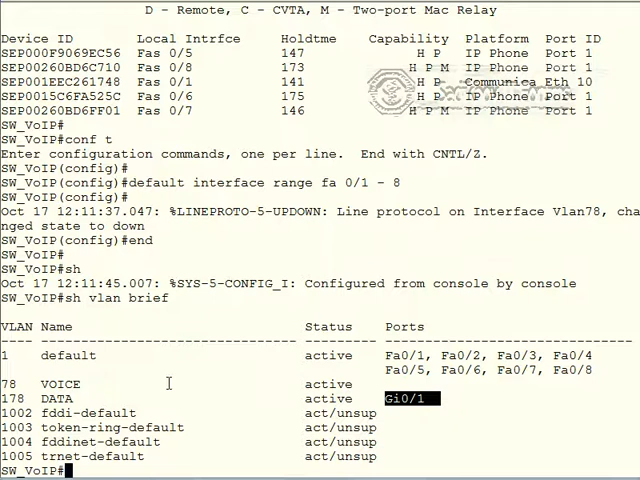 D - Remote, C - CVTA, M - Two-port Mac Relay
Device ID Local Intrfce Holdtme Capability Platform Port ID
SEP000F9069EC56 Fas 0/5 147 H P IP Phone Port 1
SEP00260BD6C710 Fas 0/8 173 H P M IP Phone Port 1
SEP001EEC261748 Fas 0/1 141 H P Communica Eth 10
SEP0015C6FA525C Fas 0/6 175 H P IP Phone Port 1
SEP00260BD6FF01 Fas 0/7 146 H P M IP Phone Port 1
SW_VoIP#
SW_VoIP#conf t
Enter configuration commands, one per line. End with CNTL/Z.
SW_VoIP(config)#
SW_VoIP(config)#default interface range fa 0/1 - 8
SW_VoIP(config)#
Oct 17 12:11:37.047: %LINEPROTO-5-UPDOWN: Line protocol on Interface Vlan78, cha
nged state to down
SW_VoIP(config)#end
SW_VoIP#
SW_VoIP#sh
Oct 17 12:11:45.007: %SYS-5-CONFIG_I: Configured from console by console
SW_VoIP#sh vlan brief
VLAN Name Status Ports
---- -------------------------------- --------- -------------------------------
1 default active Fa0/1, Fa0/2, Fa0/3, Fa0/4
Fa0/5, Fa0/6, Fa0/7, Fa0/8
78 VOICE active
178 DATA active Gi0/1
1002 fddi-default act/unsup
1003 token-ring-default act/unsup
1004 fddinet-default act/unsup
1005 trnet-default act/unsup
SW_VoIP#